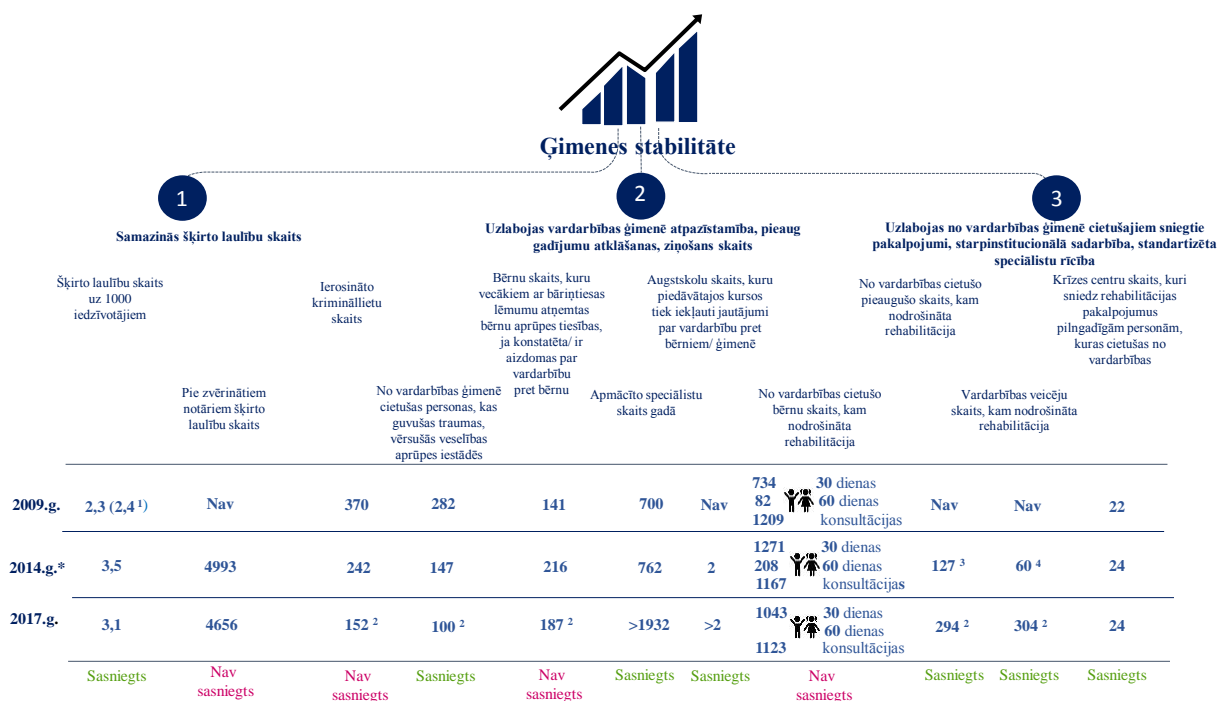 Ģimenes stabilitāte
1
2
3
Samazinās šķirto laulību skaits
Uzlabojas vardarbības ģimenē atpazīstamība, pieaug
gadījumu atklāšanas, ziņošans skaits
Uzlabojas no vardarbības ģimenē cietušajiem sniegtie
pakalpojumi, starpinstitucionālā sadarbība, standartizēta
speciālistu rīcība
Šķirto laulību skaits
uz 1000
iedzīvotājiem
Pie zvērinātiem
notāriem šķirto
laulību skaits
Ierosināto
krimināllietu
skaits
No vardarbības ģimenē
cietušas personas, kas
guvušas traumas,
vērsušās veselības
aprūpes iestādēs
Bērnu skaits, kuru
vecākiem ar bāriņtiesas
lēmumu atņemtas
bērnu aprūpes tiesības,
ja konstatēta/ ir
aizdomas par
vardarbību
pret bērnu
Apmācīto speciālistu
skaits gadā
Augstskolu skaits, kuru
piedāvātajos kursos
tiek iekļauti jautājumi
par vardarbību pret
bērniem/ ģimenē
No vardarbības cietušo
bērnu skaits, kam
nodrošināta
rehabilitācija
No vardarbības cietušo
pieaugušo skaits, kam
nodrošināta
rehabilitācija
Vardarbības veicēju
skaits, kam nodrošināta
rehabilitācija
Krīzes centru skaits, kuri
sniedz rehabilitācijas
pakalpojumus
pilngadīgām personām,
kuras cietušas no
vardarbības
2009.g. 2,3 (2,4 ¹) Nav 370 282 141 700 Nav
734 30 dienas
82 60 dienas
1209 konsultācijas
Nav Nav 22
2014.g.* 3,5 4993 242 147 216 762 2
1271 30 dienas
208 60 dienas
1167 konsultācijas
127 ³ 60 ⁴ 24
2017.g. 3,1 4656 152 ² 100 ² 187 ² >1932 >2
1043 30 dienas
60 dienas
1123 konsultācijas
294 ² 304 ² 24
Sasniegts
Nav
sasniegts
Nav
sasniegts
Sasniegts
Nav
sasniegts
Sasniegts
Sasniegts
Nav
sasniegts
Sasniegts
Sasniegts
Sasniegts